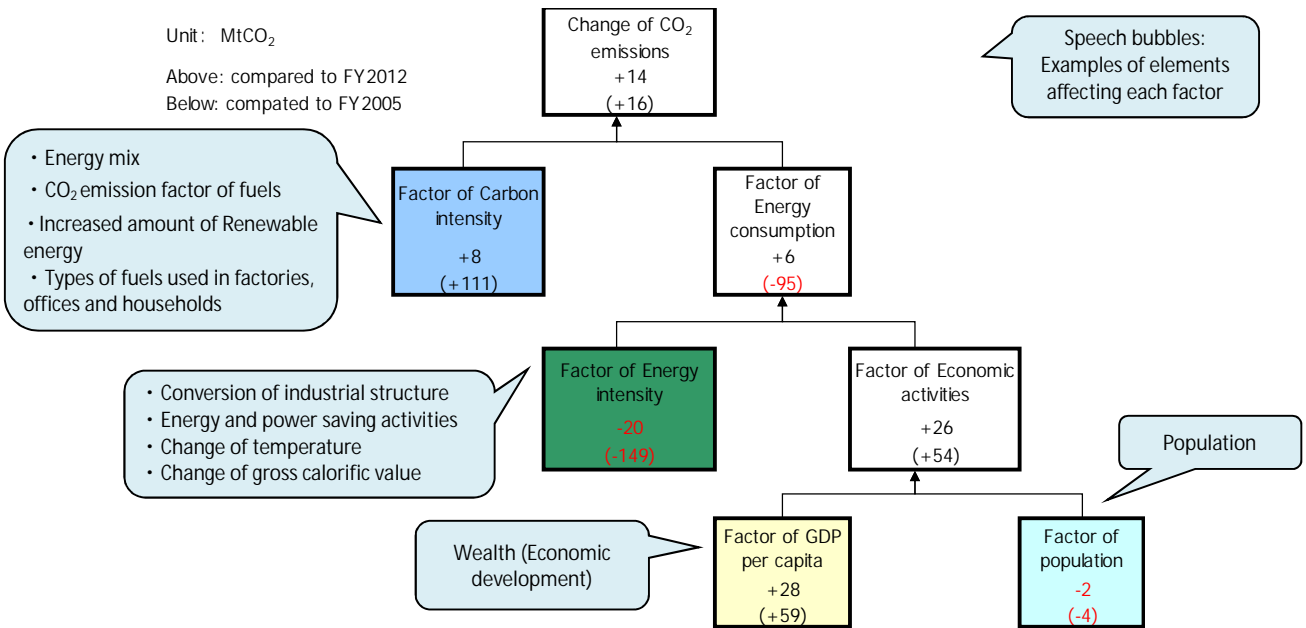 Unit: MtCO₂
Above: compared to FY2012
Below: compated to FY2005
Change of CO₂
emissions
+14
(+16)
Speech bubbles:
Examples of elements
affecting each factor
・Energy mix
・CO₂ emission factor of fuels
・Increased amount of Renewable
energy
・Types of fuels used in factories,
offices and households
Factor of Carbon
intensity
+8
(+111)
Factor of
Energy
consumption
+6
(-95)
・Conversion of industrial structure
・Energy and power saving activities
・Change of temperature
・Change of gross calorific value
Factor of Energy
intensity
-20
(-149)
Factor of Economic
activities
+26
(+54)
Population
Wealth (Economic
development)
Factor of GDP
per capita
+28
(+59)
Factor of
population
-2
(-4)